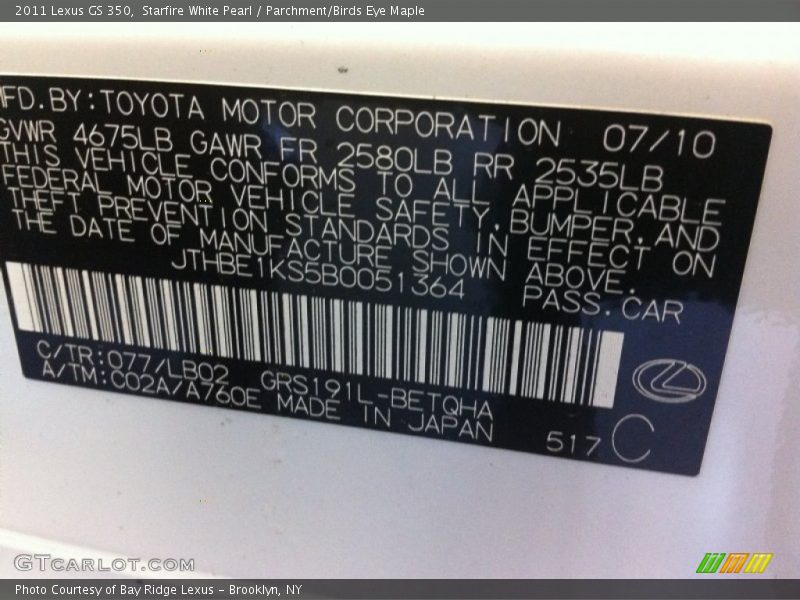 2011 Lexus GS 350,  Starfire White Pearl / Parchment/Birds Eye Maple
MFD.BY:TOYOTA MOTOR CORPORATION 07/10
GVWR 4675LB GAWR FR 2580LB RR 2535LB
THIS VEHICLE CONFORMS TO ALL APPLICABLE
FEDERAL MOTOR VEHICLE SAFETY,BUMPER,AND
THEFT PREVENTION STANDARDS IN EFFECT ON
THE DATE OF MANUFACTURE SHOWN ABOVE.
JTHBE1KS5B0051364 PASS.CAR
C/TR:077/LB02 GRS191L-BETQHA
A/TM:C02A/A760E MADE IN JAPAN 517 C
GTCARLOT.COM
Photo Courtesy of Bay Ridge Lexus – Brooklyn, NY